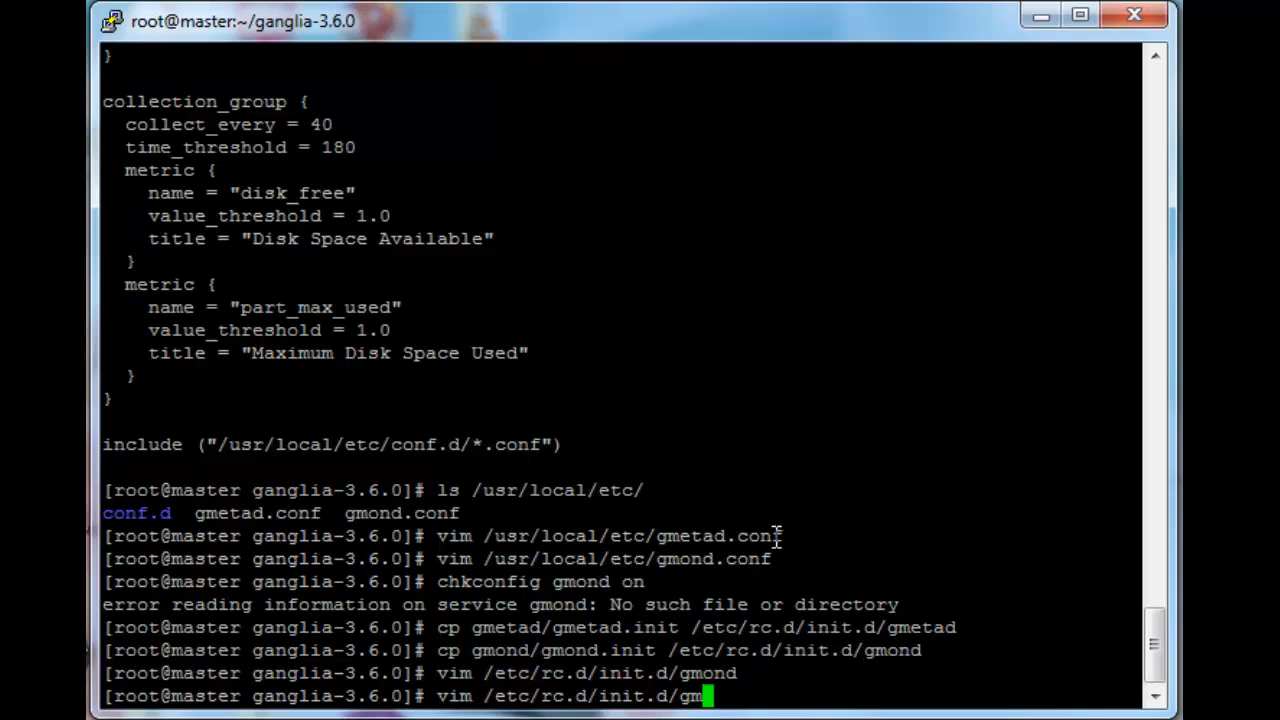 root@master:~/ganglia-3.6.0
}
collection_group {
collect_every = 40
time_threshold = 180
metric {
name = "disk_free"
value_threshold = 1.0
title = "Disk Space Available"
}
metric {
name = "part_max_used"
value_threshold = 1.0
title = "Maximum Disk Space Used"
}
}
include ("/usr/local/etc/conf.d/*.conf")
[root@master ganglia-3.6.0]# ls /usr/local/etc/
conf.d  gmetad.conf  gmond.conf
[root@master ganglia-3.6.0]# vim /usr/local/etc/gmetad.conf
[root@master ganglia-3.6.0]# vim /usr/local/etc/gmond.conf
[root@master ganglia-3.6.0]# chkconfig gmond on
error reading information on service gmond: No such file or directory
[root@master ganglia-3.6.0]# cp gmetad/gmetad.init /etc/rc.d/init.d/gmetad
[root@master ganglia-3.6.0]# cp gmond/gmond.init /etc/rc.d/init.d/gmond
[root@master ganglia-3.6.0]# vim /etc/rc.d/init.d/gmond
[root@master ganglia-3.6.0]# vim /etc/rc.d/init.d/gm